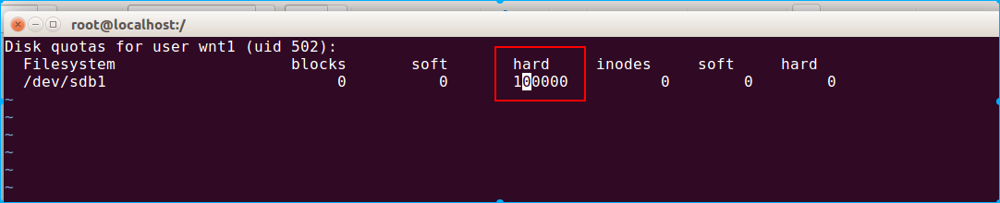 root@localhost:/
Disk quotas for user wnt1 (uid 502):
  Filesystem                   blocks       soft       hard     inodes     soft     hard
  /dev/sdb1                         0          0       100000          0        0        0
~
~
~
~
~
~